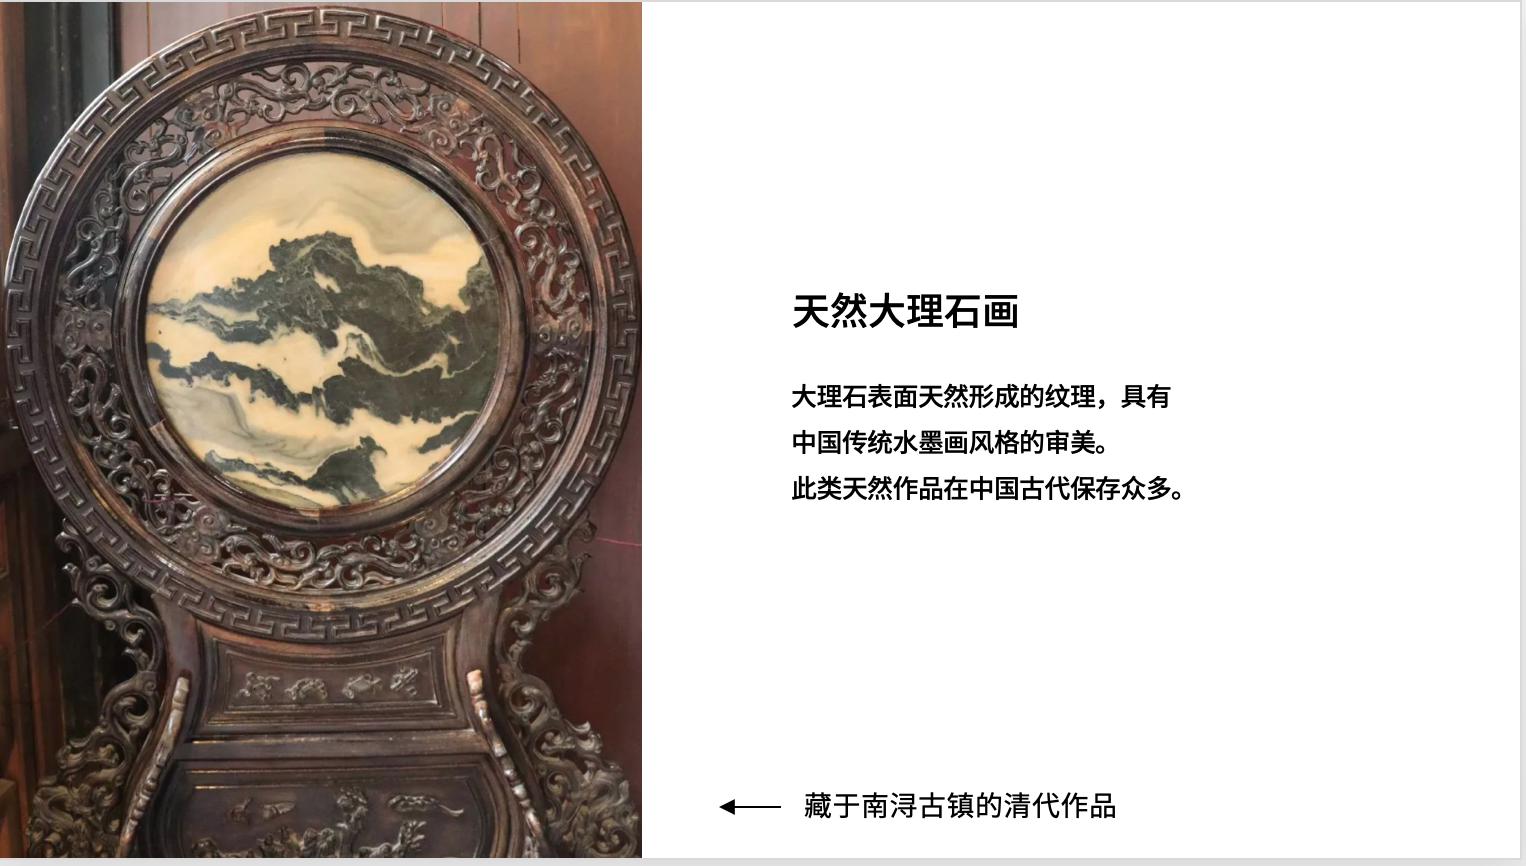 天然大理石画
大理石表面天然形成的纹理，具有
中国传统水墨画风格的审美。
此类天然作品在中国古代保存众多。
藏于南浔古镇的清代作品